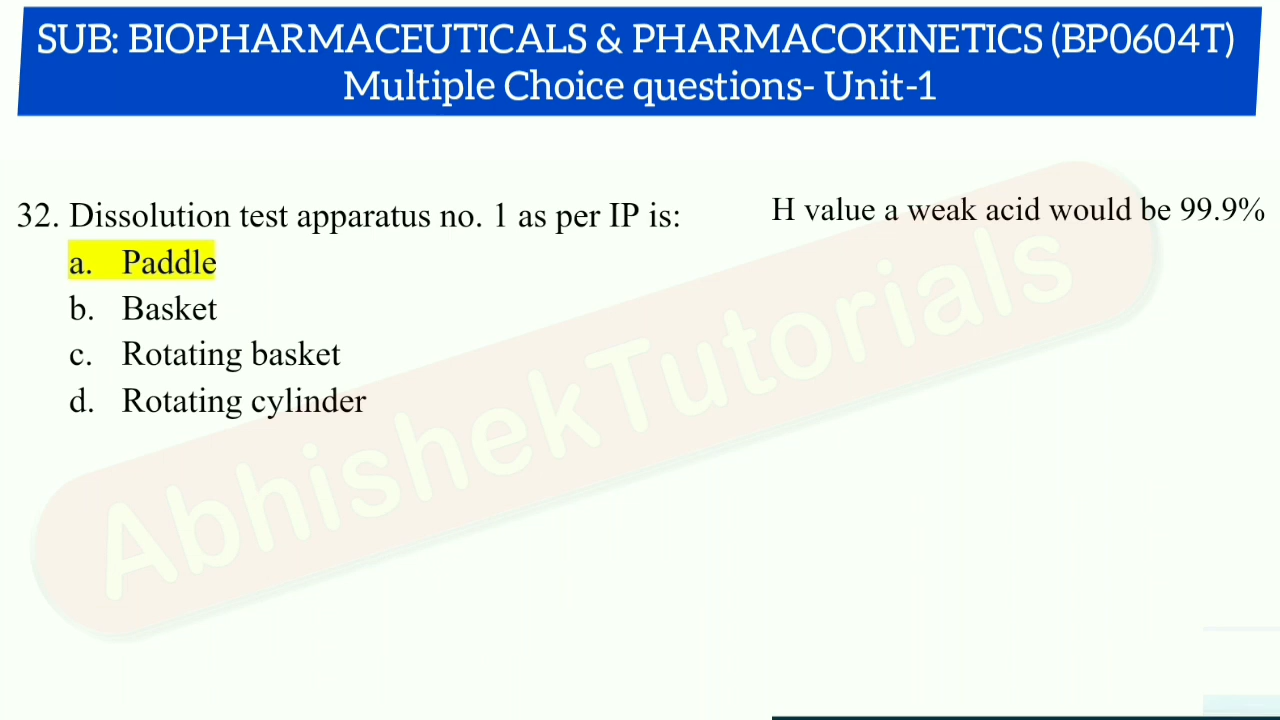 SUB: BIOPHARMACEUTICALS & PHARMACOKINETICS (BP0604T)
Multiple Choice questions- Unit-1
32. Dissolution test apparatus no. 1 as per IP is:
a. Paddle
b. Basket
c. Rotating basket
d. Rotating cylinder
H value a weak acid would be 99.9%
AbhishekTutorials